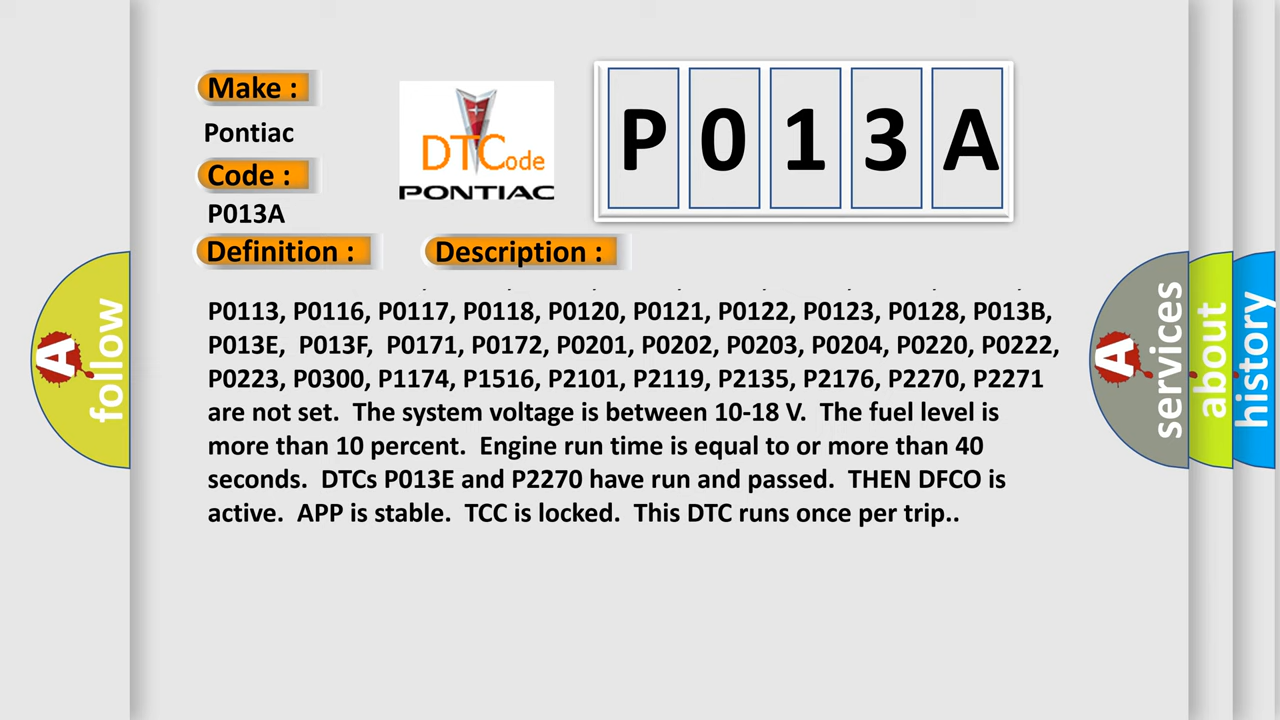 Make :
Pontiac
Code :
P013A
Definition :
Description :
DTCode
PONTIAC
P013A
P0113, P0116, P0117, P0118, P0120, P0121, P0122, P0123, P0128, P013B,
P013E, P013F, P0171, P0172, P0201, P0202, P0203, P0204, P0220, P0222,
P0223, P0300, P1174, P1516, P2101, P2119, P2135, P2176, P2270, P2271
are not set. The system voltage is between 10-18 V. The fuel level is
more than 10 percent. Engine run time is equal to or more than 40
seconds. DTCs P013E and P2270 have run and passed. THEN DFCO is
active. APP is stable. TCC is locked. This DTC runs once per trip..
A
follow
A
services
about
history